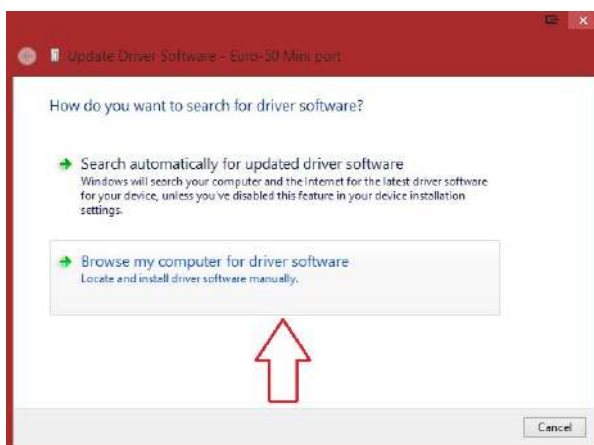 Update Driver Software - Euro-50 Mini port
How do you want to search for driver software?
Search automatically for updated driver software
Windows will search your computer and the Internet for the latest driver software
for your device, unless you've disabled this feature in your device installation
settings.
Browse my computer for driver software
Locate and install driver software manually.
Cancel